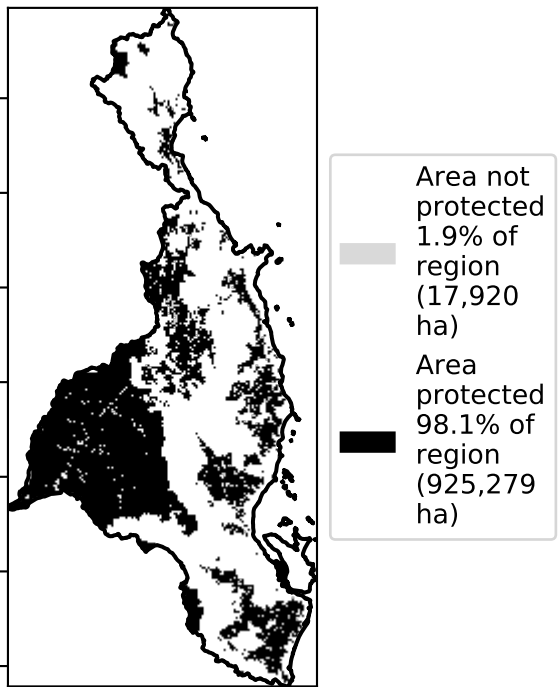 Area not
protected
1.9% of
region
(17,920
ha)
Area
protected
98.1% of
region
(925,279
ha)